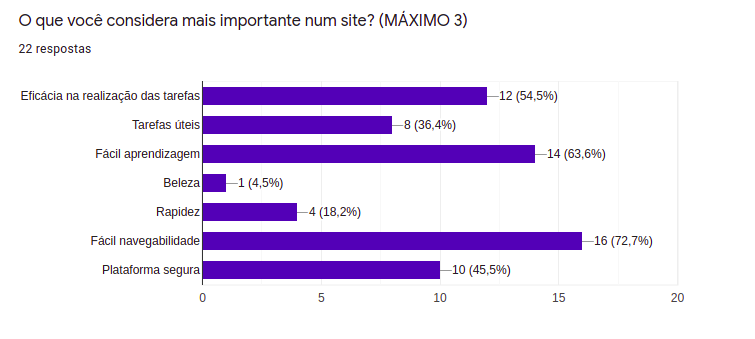 O que você considera mais importante num site? (MÁXIMO 3)
22 respostas
Eficácia na realização das tarefas 12 (54,5%)
Tarefas úteis 8 (36,4%)
Fácil aprendizagem 14 (63,6%)
Beleza 1 (4,5%)
Rapidez 4 (18,2%)
Fácil navegabilidade 16 (72,7%)
Plataforma segura 10 (45,5%)
0 5 10 15 20